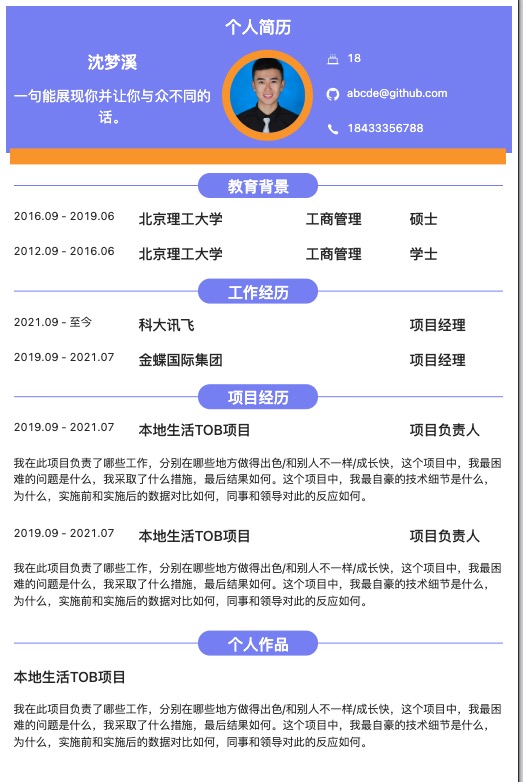 个人简历
沈梦溪
一句能展现你并让你与众不同的
话。
18
abcde@github.com
18433356788
教育背景
2016.09 - 2019.06 北京理工大学 工商管理 硕士
2012.09 - 2016.06 北京理工大学 工商管理 学士
工作经历
2021.09 - 至今 科大讯飞 项目经理
2019.09 - 2021.07 金蝶国际集团 项目经理
项目经历
2019.09 - 2021.07 本地生活TOB项目 项目负责人
我在此项目负责了哪些工作，分别在哪些地方做得出色/和别人不一样/成长快，这个项目中，我最困
难的问题是什么，我采取了什么措施，最后结果如何。这个项目中，我最自豪的技术细节是什么，
为什么，实施前和实施后的数据对比如何，同事和领导对此的反应如何。
2019.09 - 2021.07 本地生活TOB项目 项目负责人
我在此项目负责了哪些工作，分别在哪些地方做得出色/和别人不一样/成长快，这个项目中，我最困
难的问题是什么，我采取了什么措施，最后结果如何。这个项目中，我最自豪的技术细节是什么，
为什么，实施前和实施后的数据对比如何，同事和领导对此的反应如何。
个人作品
本地生活TOB项目
我在此项目负责了哪些工作，分别在哪些地方做得出色/和别人不一样/成长快，这个项目中，我最困
难的问题是什么，我采取了什么措施，最后结果如何。这个项目中，我最自豪的技术细节是什么，
为什么，实施前和实施后的数据对比如何，同事和领导对此的反应如何。